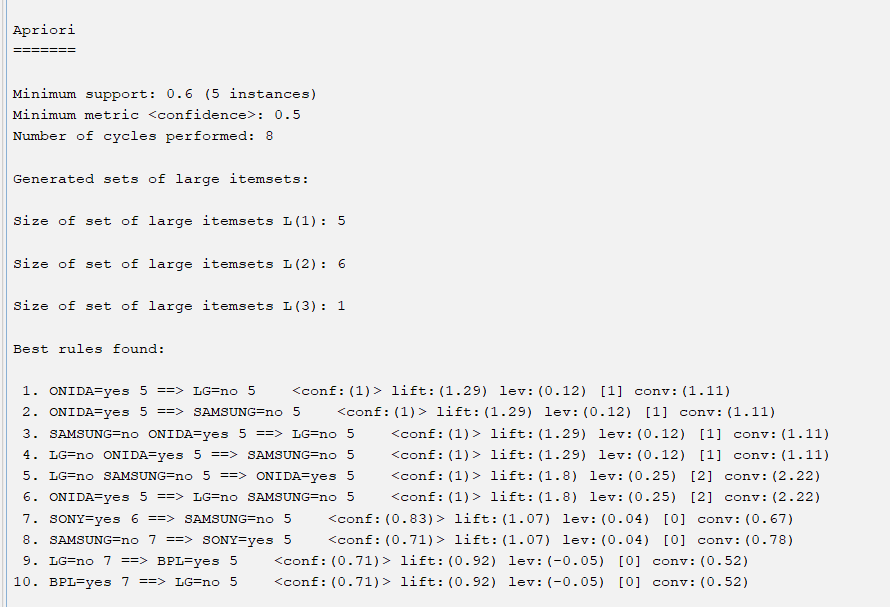 Apriori
=======
Minimum support: 0.6 (5 instances)
Minimum metric <confidence>: 0.5
Number of cycles performed: 8
Generated sets of large itemsets:
Size of set of large itemsets L(1): 5
Size of set of large itemsets L(2): 6
Size of set of large itemsets L(3): 1
Best rules found:
1. ONIDA=yes 5 ==> LG=no 5    <conf:(1)> lift:(1.29) lev:(0.12) [1] conv:(1.11)
2. ONIDA=yes 5 ==> SAMSUNG=no 5    <conf:(1)> lift:(1.29) lev:(0.12) [1] conv:(1.11)
3. SAMSUNG=no ONIDA=yes 5 ==> LG=no 5    <conf:(1)> lift:(1.29) lev:(0.12) [1] conv:(1.11)
4. LG=no ONIDA=yes 5 ==> SAMSUNG=no 5    <conf:(1)> lift:(1.29) lev:(0.12) [1] conv:(1.11)
5. LG=no SAMSUNG=no 5 ==> ONIDA=yes 5    <conf:(1)> lift:(1.8) lev:(0.25) [2] conv:(2.22)
6. ONIDA=yes 5 ==> LG=no SAMSUNG=no 5    <conf:(1)> lift:(1.8) lev:(0.25) [2] conv:(2.22)
7. SONY=yes 6 ==> SAMSUNG=no 5    <conf:(0.83)> lift:(1.07) lev:(0.04) [0] conv:(0.67)
8. SAMSUNG=no 7 ==> SONY=yes 5    <conf:(0.71)> lift:(1.07) lev:(0.04) [0] conv:(0.78)
9. LG=no 7 ==> BPL=yes 5    <conf:(0.71)> lift:(0.92) lev:(-0.05) [0] conv:(0.52)
10. BPL=yes 7 ==> LG=no 5    <conf:(0.71)> lift:(0.92) lev:(-0.05) [0] conv:(0.52)